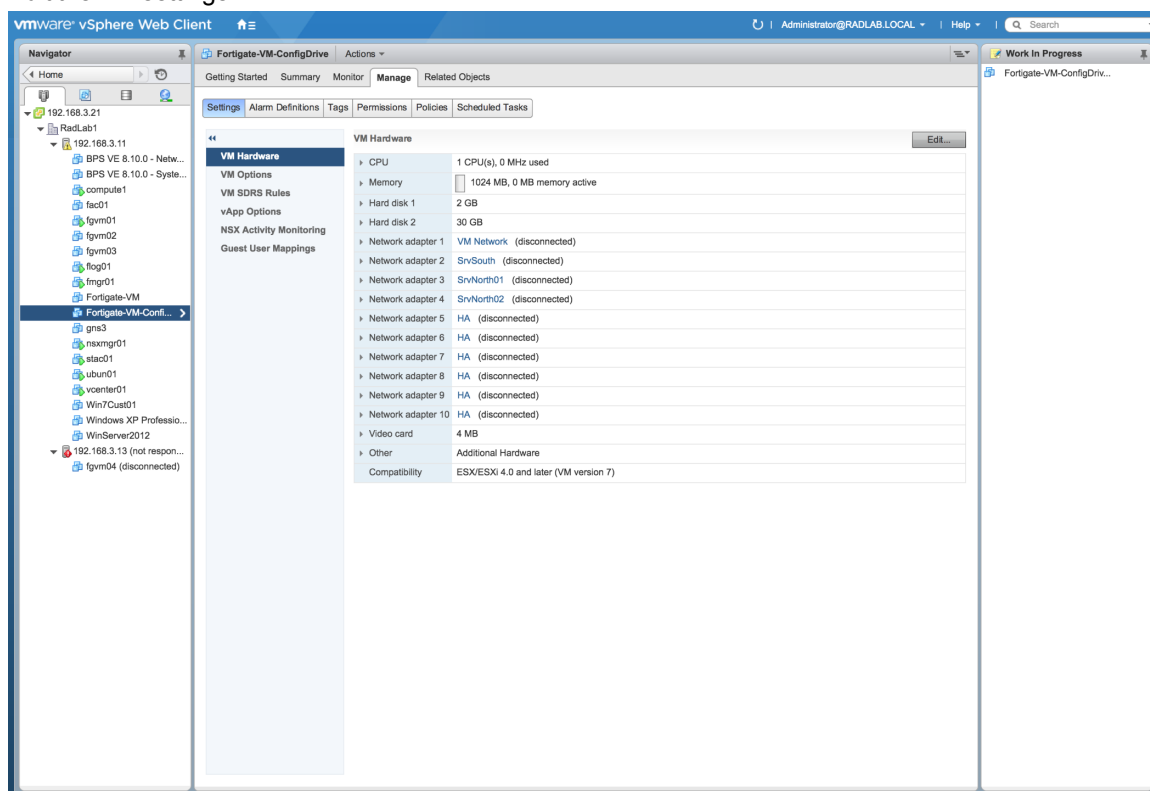 vmware® vSphere Web Client
Administrator@RADLAB.LOCAL
Help
Search
Navigator
Home
192.168.3.21
RadLab1
192.168.3.11
BPS VE 8.10.0 - Netw...
BPS VE 8.10.0 - Syste...
compute1
fac01
fgvm01
fgvm02
fgvm03
flog01
fmgr01
Fortigate-VM
Fortigate-VM-Confi...
gns3
nsxmgr01
stac01
ubun01
vcenter01
Win7Cust01
Windows XP Professio...
WinServer2012
192.168.3.13 (not respon...
fgvm04 (disconnected)
Fortigate-VM-ConfigDrive Actions
Getting Started Summary Monitor Manage Related Objects
Settings Alarm Definitions Tags Permissions Policies Scheduled Tasks
VM Hardware
VM Options
VM SDRS Rules
vApp Options
NSX Activity Monitoring
Guest User Mappings
VM Hardware Edit...
CPU 1 CPU(s), 0 MHz used
Memory 1024 MB, 0 MB memory active
Hard disk 1 2 GB
Hard disk 2 30 GB
Network adapter 1 VM Network (disconnected)
Network adapter 2 SrvSouth (disconnected)
Network adapter 3 SrvNorth01 (disconnected)
Network adapter 4 SrvNorth02 (disconnected)
Network adapter 5 HA (disconnected)
Network adapter 6 HA (disconnected)
Network adapter 7 HA (disconnected)
Network adapter 8 HA (disconnected)
Network adapter 9 HA (disconnected)
Network adapter 10 HA (disconnected)
Video card 4 MB
Other Additional Hardware
Compatibility ESX/ESXi 4.0 and later (VM version 7)
Work In Progress
Fortigate-VM-ConfigDriv...